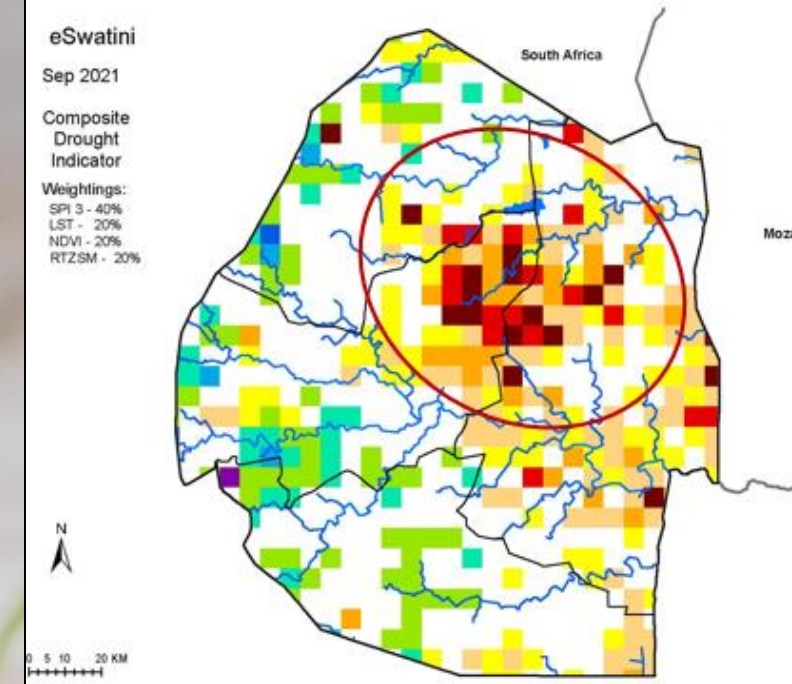 eSwatini
Sep 2021
Composite
Drought
Indicator
Weightings:
SPI 3 - 40%
LST - 20%
NDVI - 20%
RTZSM - 20%
South Africa
Moza
N
0 5 10 20 KM